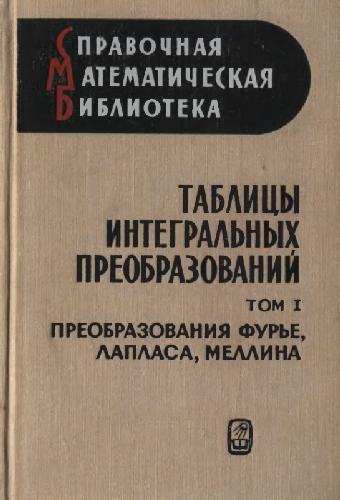 СПРАВОЧНАЯ
МАТЕМАТИЧЕСКАЯ
БИБЛИОТЕКА
ТАБЛИЦЫ
ИНТЕГРАЛЬНЫХ
ПРЕОБРАЗОВАНИЙ
ТОМ I
ПРЕОБРАЗОВАНИЯ ФУРЬЕ,
ЛАПЛАСА, МЕЛЛИНА